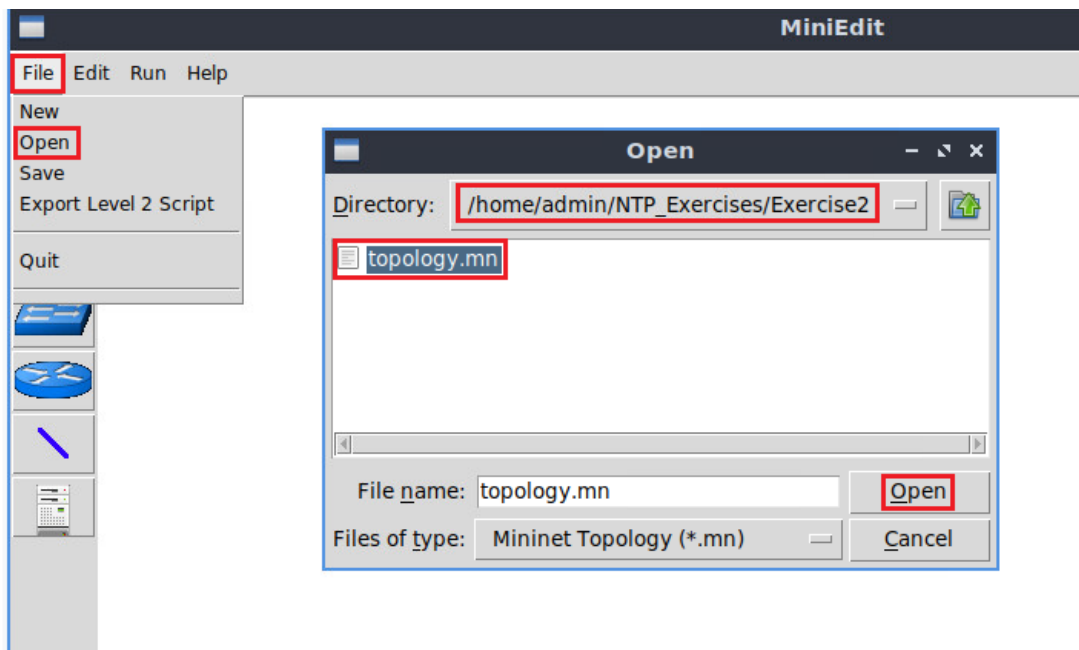 MiniEdit
File Edit Run Help
New
Open
Save
Export Level 2 Script
Quit
Open
Directory: /home/admin/NTP_Exercises/Exercise2
topology.mn
File name: topology.mn Open
Files of type: Mininet Topology (*.mn) Cancel